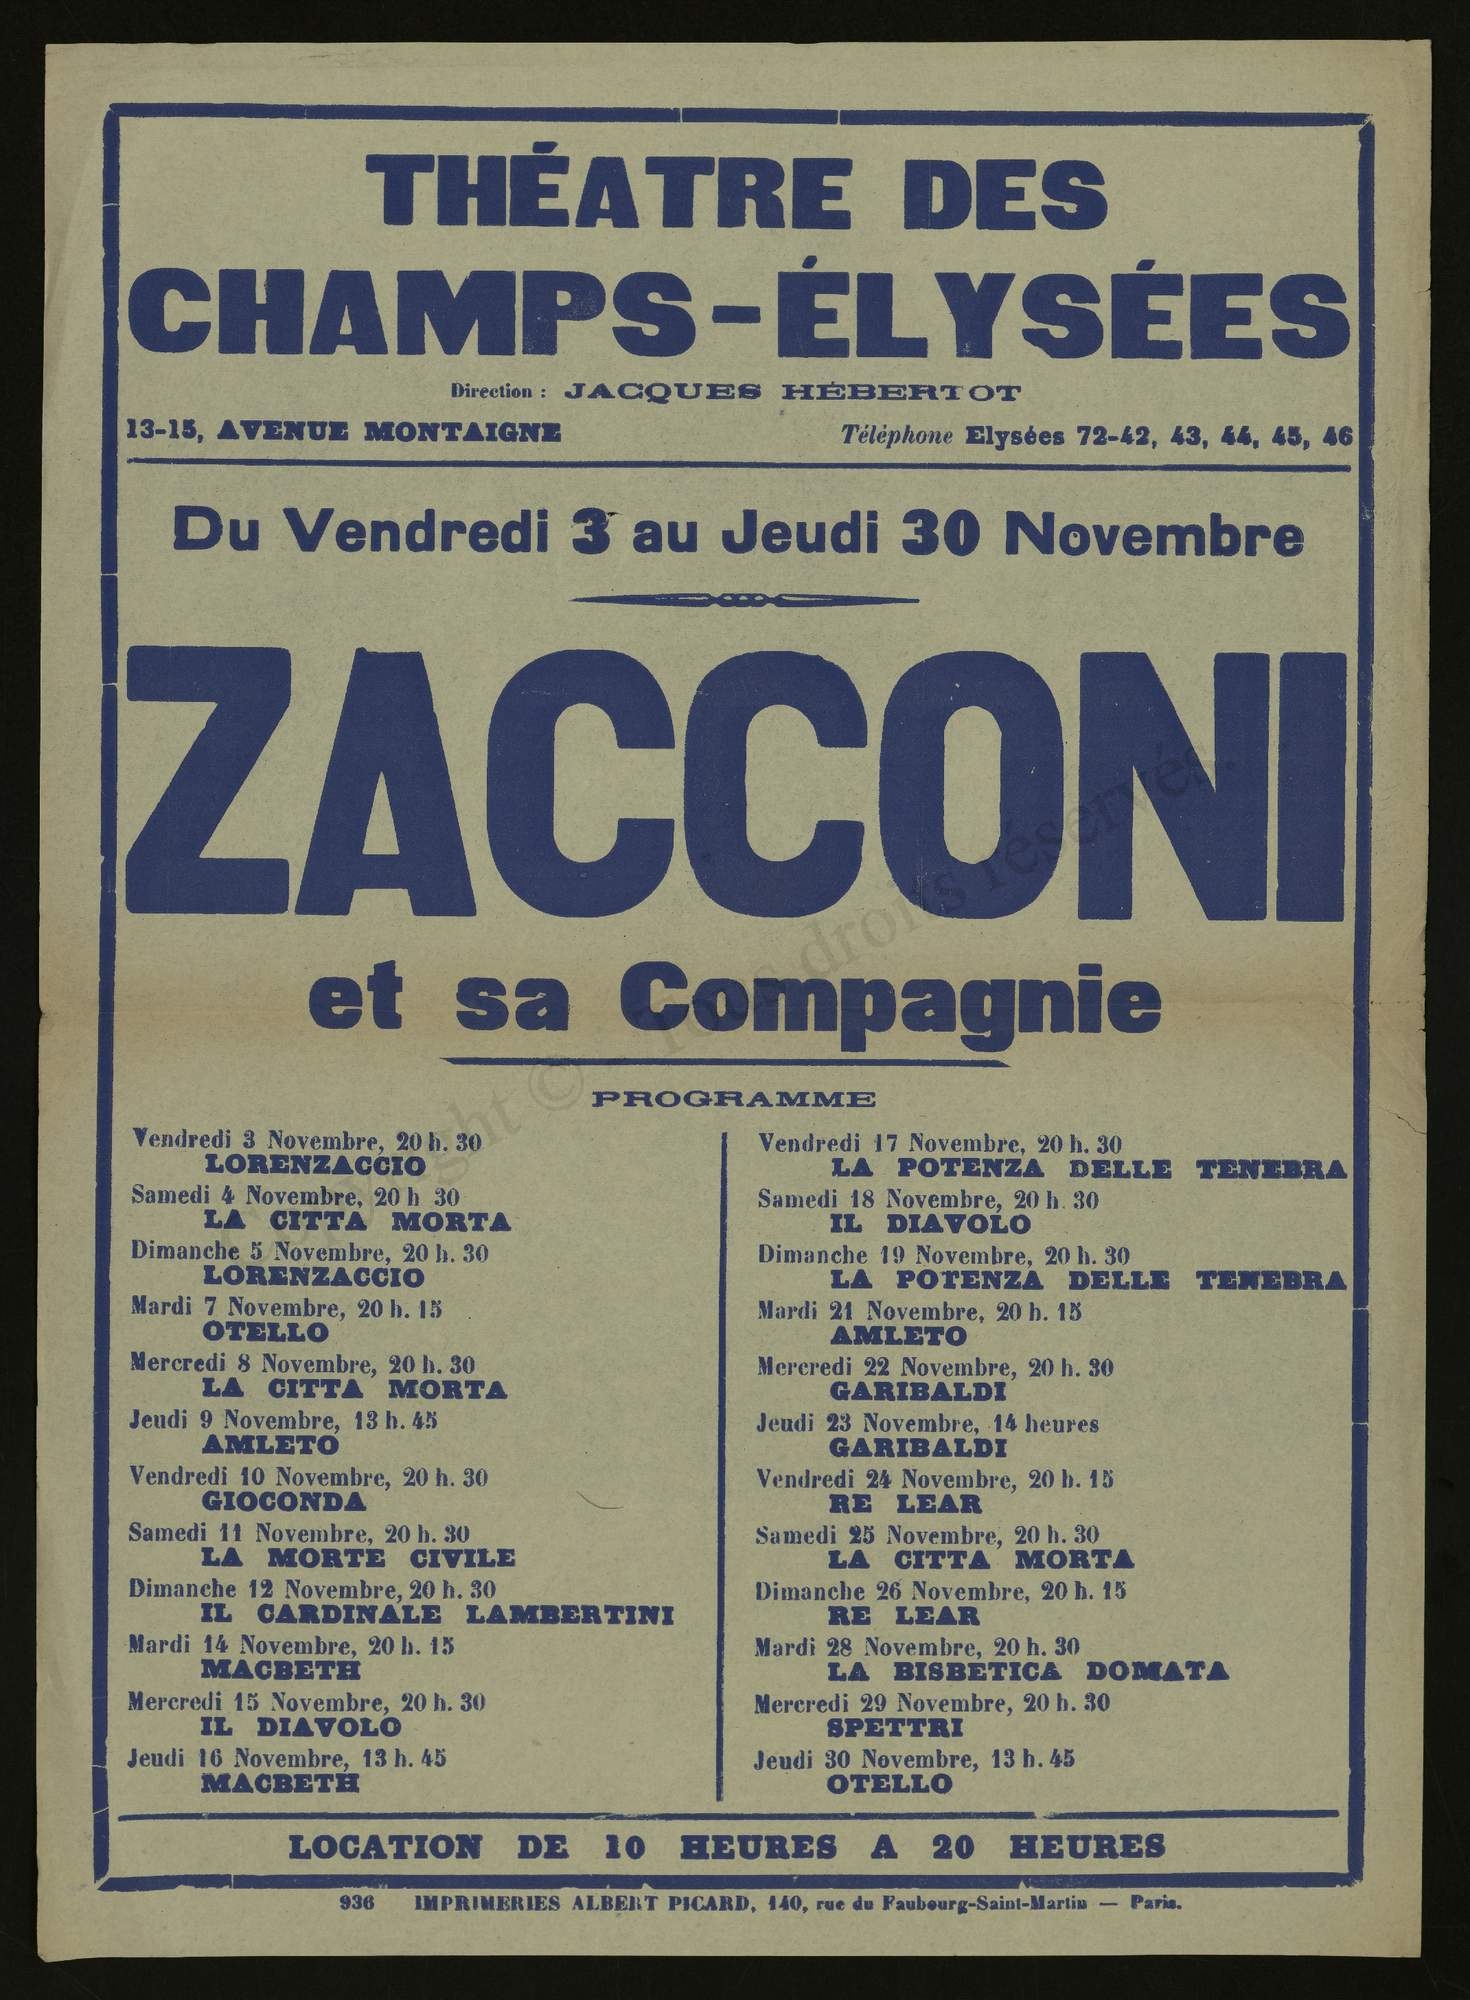 THÉATRE DES
CHAMPS-ÉLYSÉES
Direction : JACQUES HÉBERTOT
13-15, AVENUE MONTAIGNE
Téléphone Elysées 72-42, 43, 44, 45, 46
Du Vendredi 3 au Jeudi 30 Novembre
ZACCONI
et sa Compagnie
PROGRAMME
Vendredi 3 Novembre, 20 h. 30
LORENZACCIO
Samedi 4 Novembre, 20 h 30
LA CITTA MORTA
Dimanche 5 Novembre, 20 h. 30
LORENZACCIO
Mardi 7 Novembre, 20 h. 15
OTELLO
Mercredi 8 Novembre, 20 h. 30
LA CITTA MORTA
Jeudi 9 Novembre, 13 h. 45
AMLETO
Vendredi 10 Novembre, 20 h. 30
GIOCONDA
Samedi 11 Novembre, 20 h. 30
LA MORTE CIVILE
Dimanche 12 Novembre, 20 h. 30
IL CARDINALE LAMBERTINI
Mardi 14 Novembre, 20 h. 15
MACBETH
Mercredi 15 Novembre, 20 h. 30
IL DIAVOLO
Jeudi 16 Novembre, 13 h. 45
MACBETH
Vendredi 17 Novembre, 20 h. 30
LA POTENZA DELLE TENEBRA
Samedi 18 Novembre, 20 h. 30
IL DIAVOLO
Dimanche 19 Novembre, 20 h. 30
LA POTENZA DELLE TENEBRA
Mardi 21 Novembre, 20 h. 15
AMLETO
Mercredi 22 Novembre, 20 h. 30
GARIBALDI
Jeudi 23 Novembre, 14 heures
GARIBALDI
Vendredi 24 Novembre, 20 h. 15
RE LEAR
Samedi 25 Novembre, 20 h. 30
LA CITTA MORTA
Dimanche 26 Novembre, 20 h. 15
RE LEAR
Mardi 28 Novembre, 20 h. 30
LA BISBETICA DOMATA
Mercredi 29 Novembre, 20 h. 30
SPETTRI
Jeudi 30 Novembre, 13 h. 45
OTELLO
LOCATION DE 10 HEURES A 20 HEURES
936 IMPRIMERIES ALBERT PICARD, 140, rue du Faubourg-Saint-Martin — Paris.
Copyright © - Tous droits réservés.